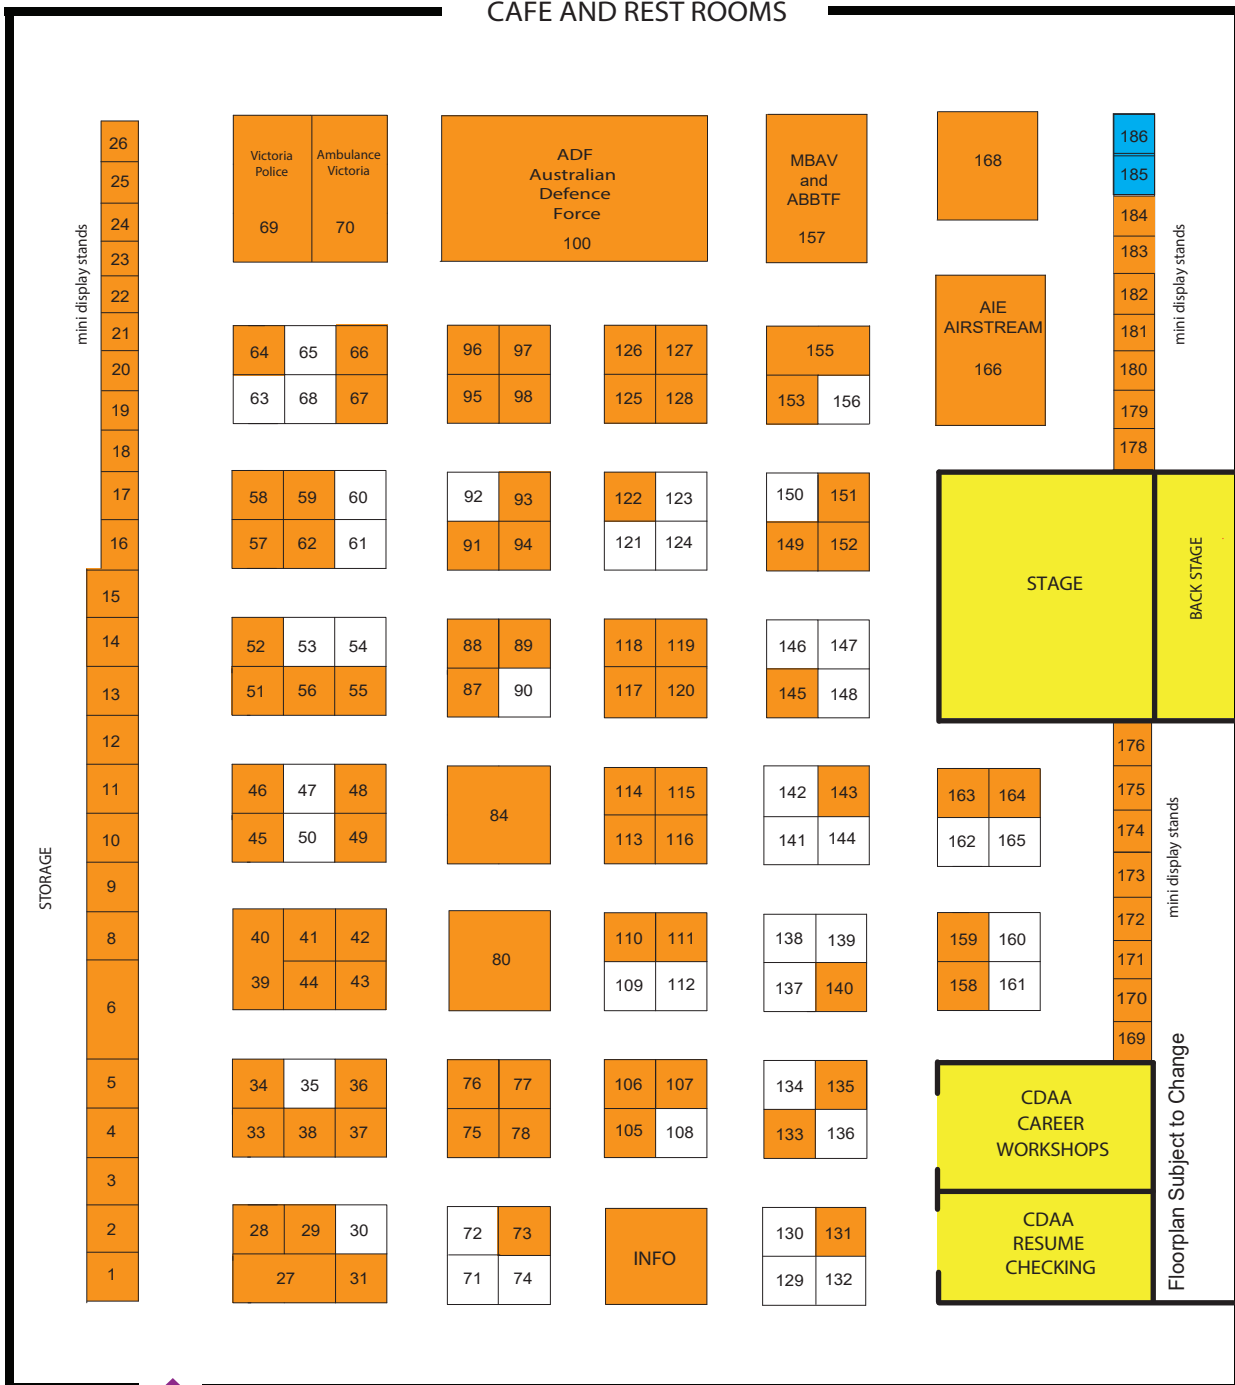 CAFE AND REST ROOMS
26
25
24
23
22
21
20
19
18
17
16
15
14
13
12
11
10
9
8
6
5
4
3
2
1
mini display stands
STORAGE
Victoria
Police
69
Ambulance
Victoria
70
ADF
Australian
Defence
Force
100
MBAV
and
ABBTF
157
168
AIE
AIRSTREAM
166
64 65 66
63 68 67
96 97
95 98
126 127
125 128
155
153 156
58 59 60
57 62 61
92 93
91 94
122 123
121 124
150 151
149 152
52 53 54
51 56 55
88 89
87 90
118 119
117 120
146 147
145 148
46 47 48
45 50 49
84
114 115
113 116
142 143
141 144
163 164
162 165
40 41 42
39 44 43
80
110 111
109 112
138 139
137 140
159 160
158 161
34 35 36
33 38 37
76 77
75 78
106 107
105 108
134 135
133 136
28 29 30
27 31
72 73
71 74
INFO
130 131
129 132
186
185
184
183
182
181
180
179
178
mini display stands
STAGE
BACK STAGE
176
175
174
173
172
171
170
169
mini display stands
CDAA
CAREER
WORKSHOPS
CDAA
RESUME
CHECKING
Floorplan Subject to Change